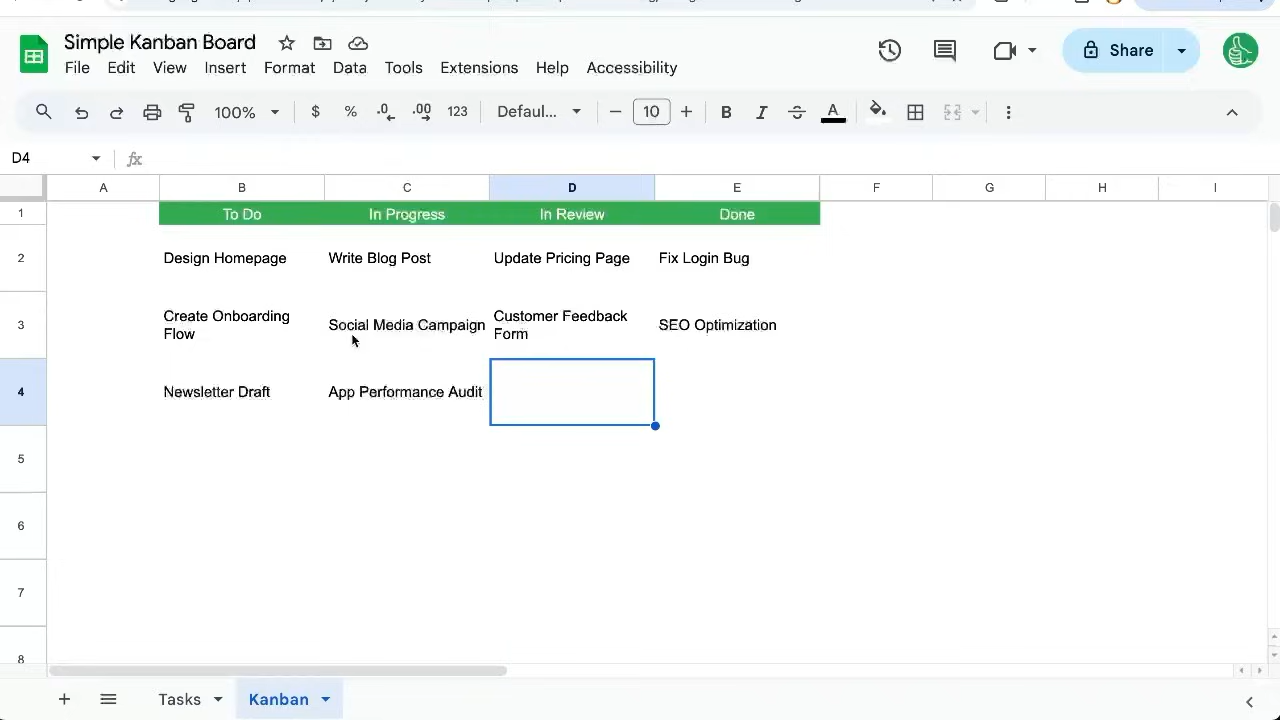 Simple Kanban Board
File Edit View Insert Format Data Tools Extensions Help Accessibility
Share
100% $ % .0 .00 123 Defaul... 10 B I A
D4 fx
A B C D E F G H I
1 To Do In Progress In Review Done
2 Design Homepage Write Blog Post Update Pricing Page Fix Login Bug
3 Create Onboarding Flow Social Media Campaign Customer Feedback Form SEO Optimization
4 Newsletter Draft App Performance Audit
5
6
7
8
Tasks Kanban